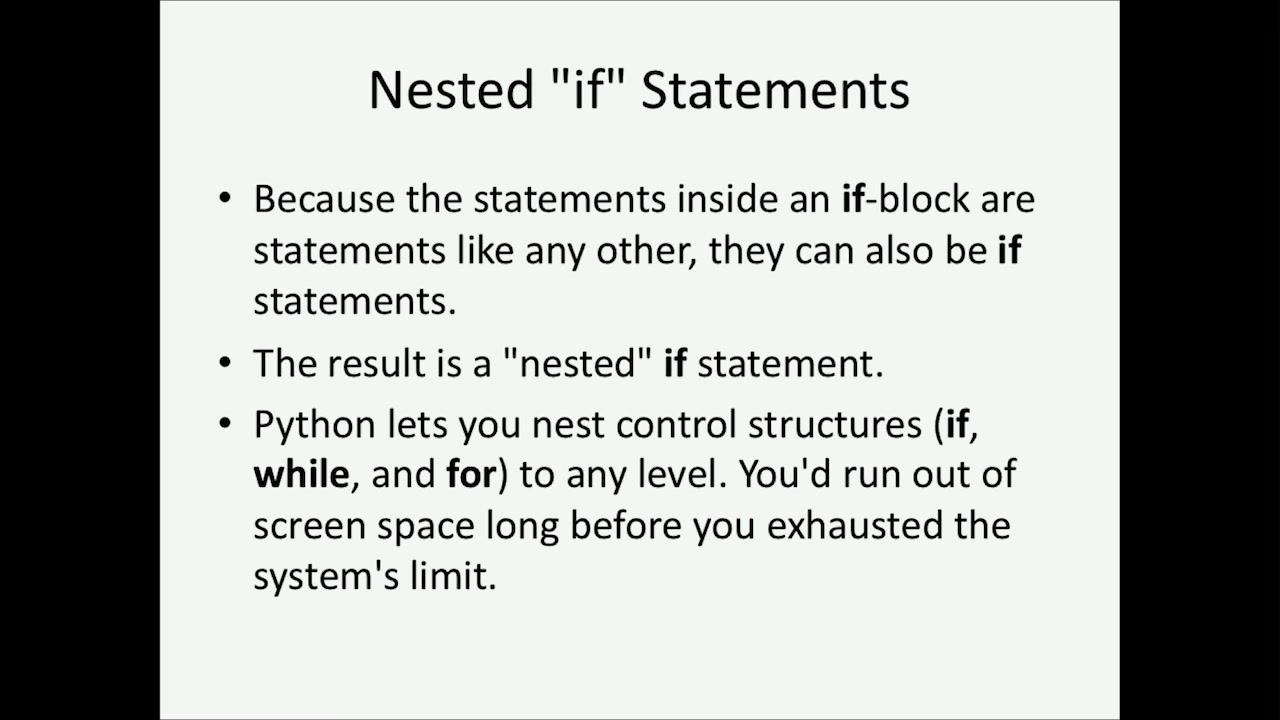 Nested "if" Statements
• Because the statements inside an if-block are
statements like any other, they can also be if
statements.
• The result is a "nested" if statement.
• Python lets you nest control structures (if,
while, and for) to any level. You'd run out of
screen space long before you exhausted the
system's limit.